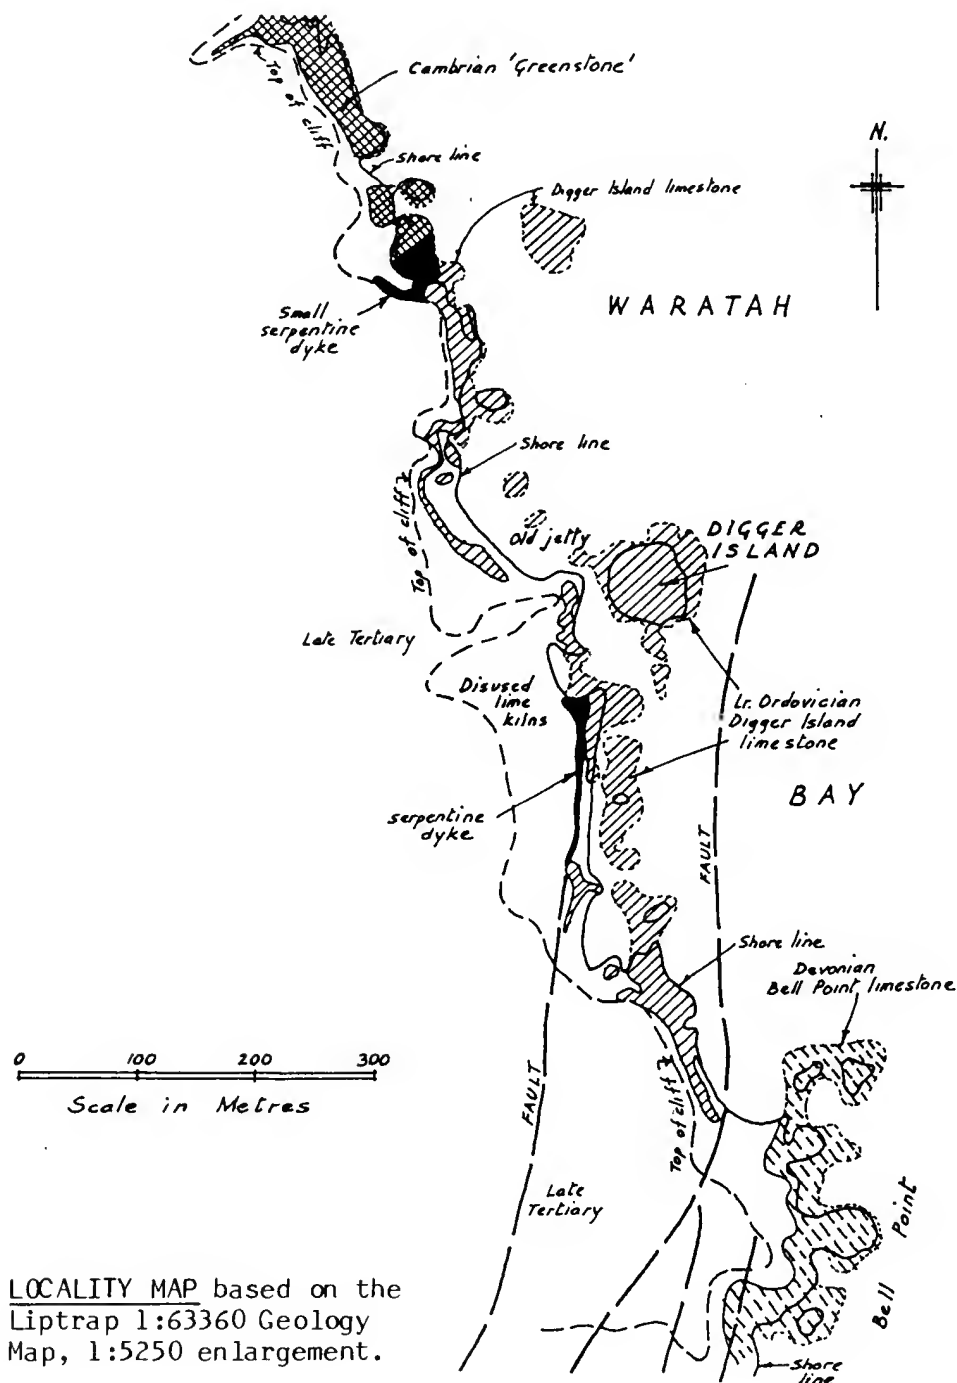 Cambrian 'Greenstone'
Top of cliff
Shore line
N.
Digger Island limestone
WARATAH
Small
serpentine
dyke
Shore line
Top of cliff
Old jetty
DIGGER
ISLAND
Late Tertiary
Disused
lime
kilns
Lr. Ordovician
Digger Island
limestone
BAY
serpentine
dyke
FAULT
Shore line
Devonian
Bell Point limestone
0 100 200 300
Scale in Metres
FAULT
Top of cliff
Late
Tertiary
Bell Point
Shore
line
LOCALITY MAP based on the
Liptrap 1:63360 Geology
Map, 1:5250 enlargement.